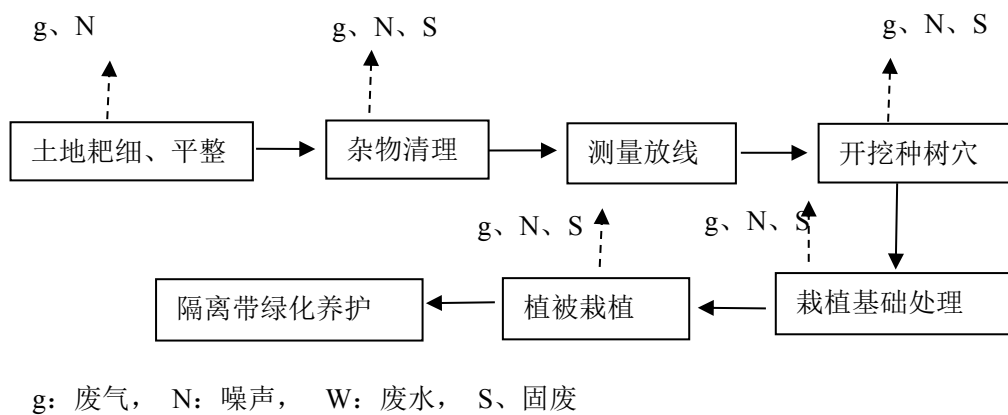 g、N
g、N、S
g、N、S
土地耙细、平整
杂物清理
测量放线
开挖种树穴
g、N、S
g、N、S
隔离带绿化养护
植被栽植
栽植基础处理
g：废气， N：噪声， W：废水， S、固废